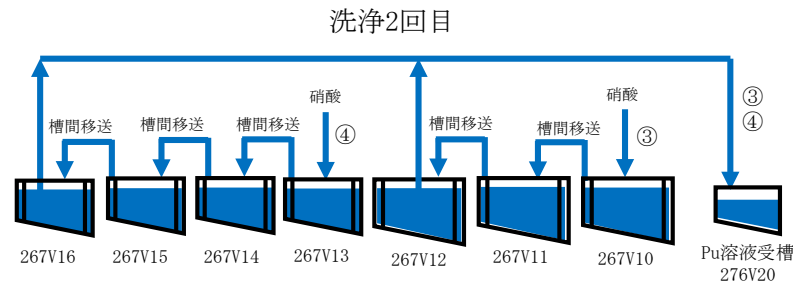 洗浄2回目
硝酸
硝酸
③
④
槽間移送
槽間移送
槽間移送
④
槽間移送
槽間移送
③
267V16
267V15
267V14
267V13
267V12
267V11
267V10
Pu溶液受槽
276V20